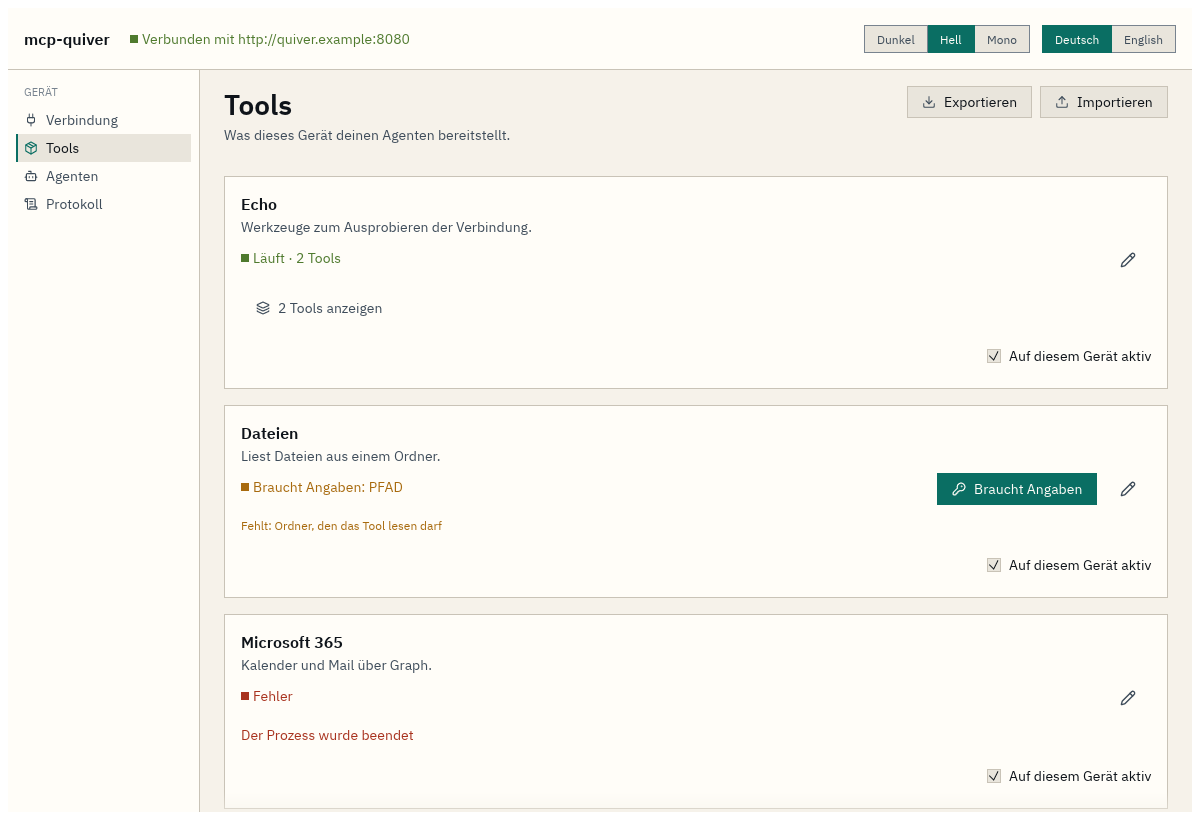 mcp-quiver
Verbunden mit http://quiver.example:8080
Dunkel
Hell
Mono
Deutsch
English
GERÄT
Verbindung
Tools
Agenten
Protokoll
Tools
Was dieses Gerät deinen Agenten bereitstellt.
Exportieren
Importieren
Echo
Werkzeuge zum Ausprobieren der Verbindung.
Läuft · 2 Tools
2 Tools anzeigen
Auf diesem Gerät aktiv
Dateien
Liest Dateien aus einem Ordner.
Braucht Angaben: PFAD
Braucht Angaben
Fehlt: Ordner, den das Tool lesen darf
Auf diesem Gerät aktiv
Microsoft 365
Kalender und Mail über Graph.
Fehler
Der Prozess wurde beendet
Auf diesem Gerät aktiv